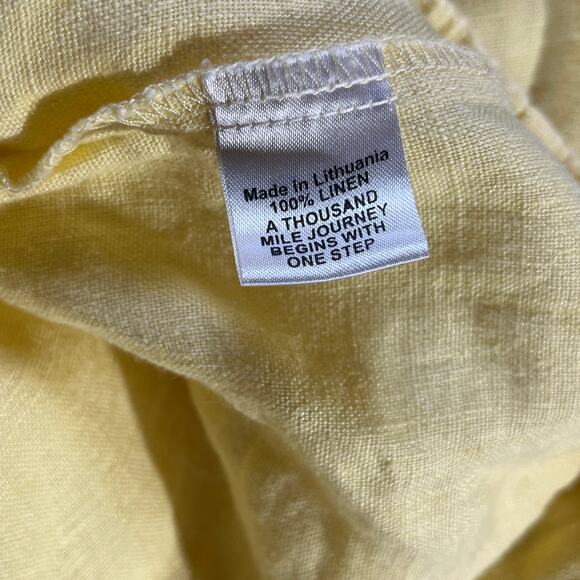 Made in Lithuania
100% LINEN
A THOUSAND
MILE JOURNEY
BEGINS WITH
ONE STEP